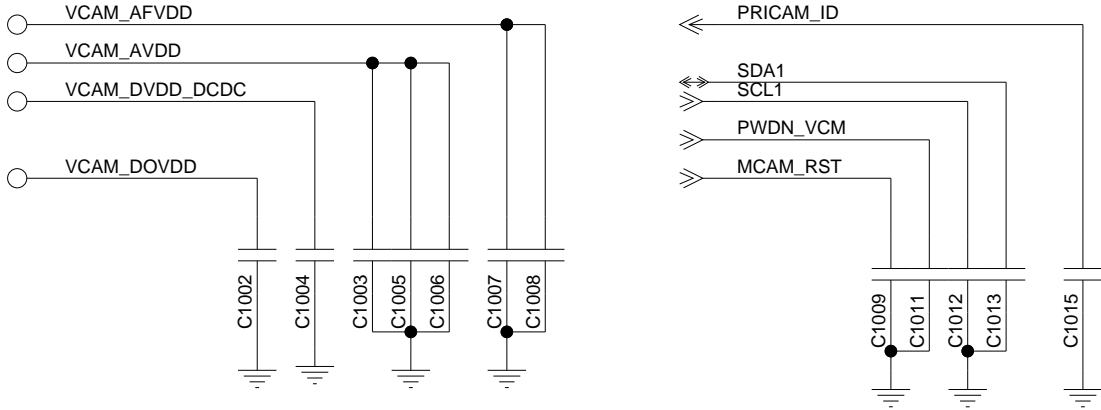 VCAM_AFVDD
VCAM_AVDD
VCAM_DVDD_DCDC
VCAM_DOVDD
C1002
C1004
C1003
C1005
C1006
C1007
C1008
PRICAM_ID
SDA1
SCL1
PWDN_VCM
MCAM_RST
C1009
C1011
C1012
C1013
C1015